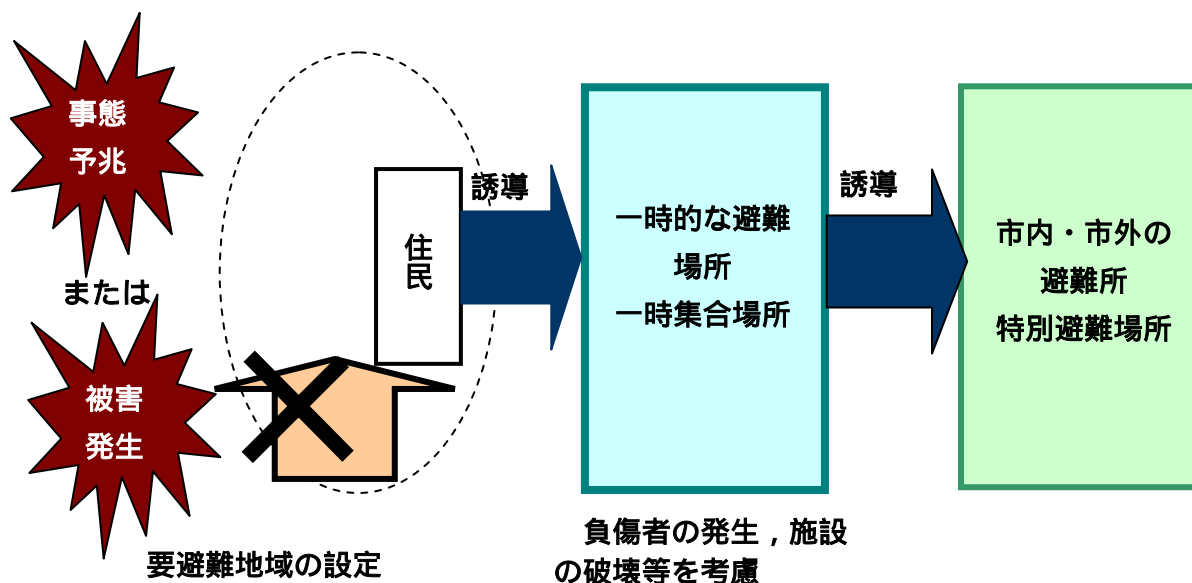 事態
予兆
または
被害
発生
要避難地域の設定
住
民
誘導
一時的な避難
場所
一時集合場所
負傷者の発生，施設
の破壊等を考慮
誘導
市内・市外の
避難所
特別避難場所